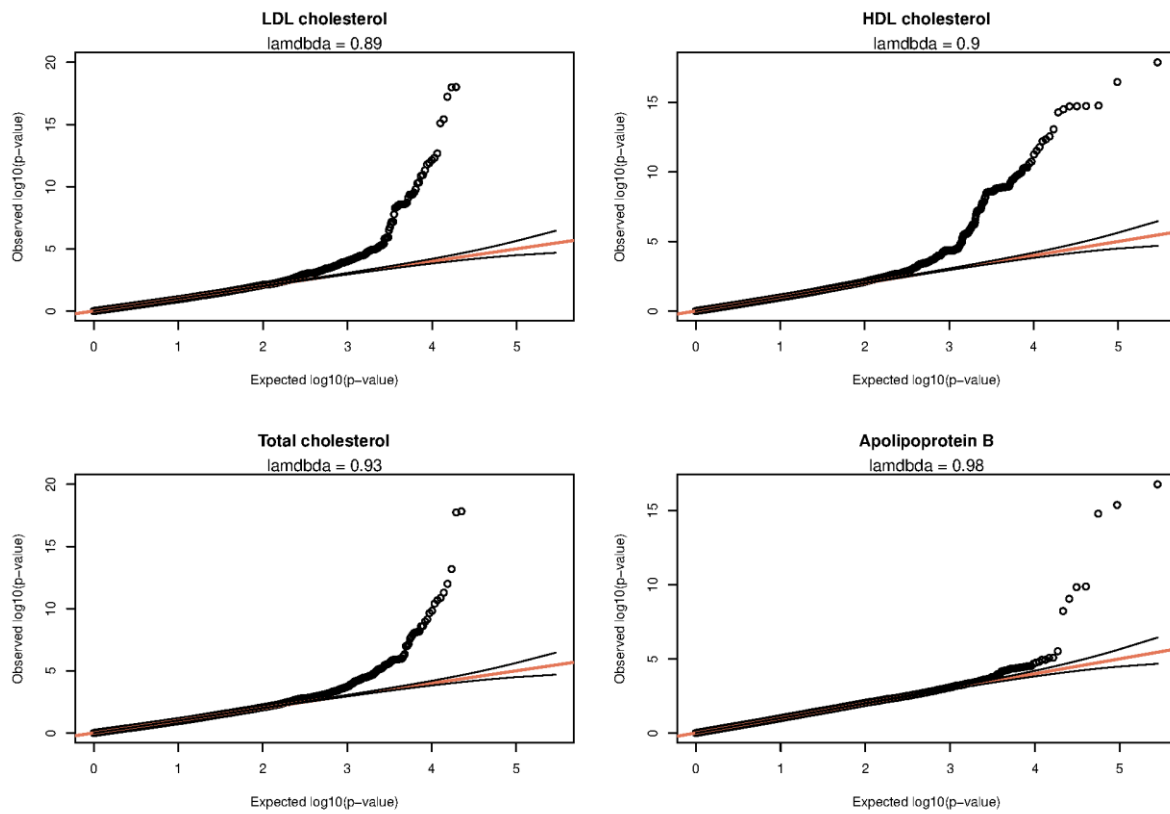 LDL cholesterol
lamdbda = 0.89
Observed log10(p−value)
20
15
10
5
0
0 1 2 3 4 5
Expected log10(p−value)
HDL cholesterol
lamdbda = 0.9
Observed log10(p−value)
15
10
5
0
0 1 2 3 4 5
Expected log10(p−value)
Total cholesterol
lamdbda = 0.93
Observed log10(p−value)
20
15
10
5
0
0 1 2 3 4 5
Expected log10(p−value)
Apolipoprotein B
lamdbda = 0.98
Observed log10(p−value)
15
10
5
0
0 1 2 3 4 5
Expected log10(p−value)